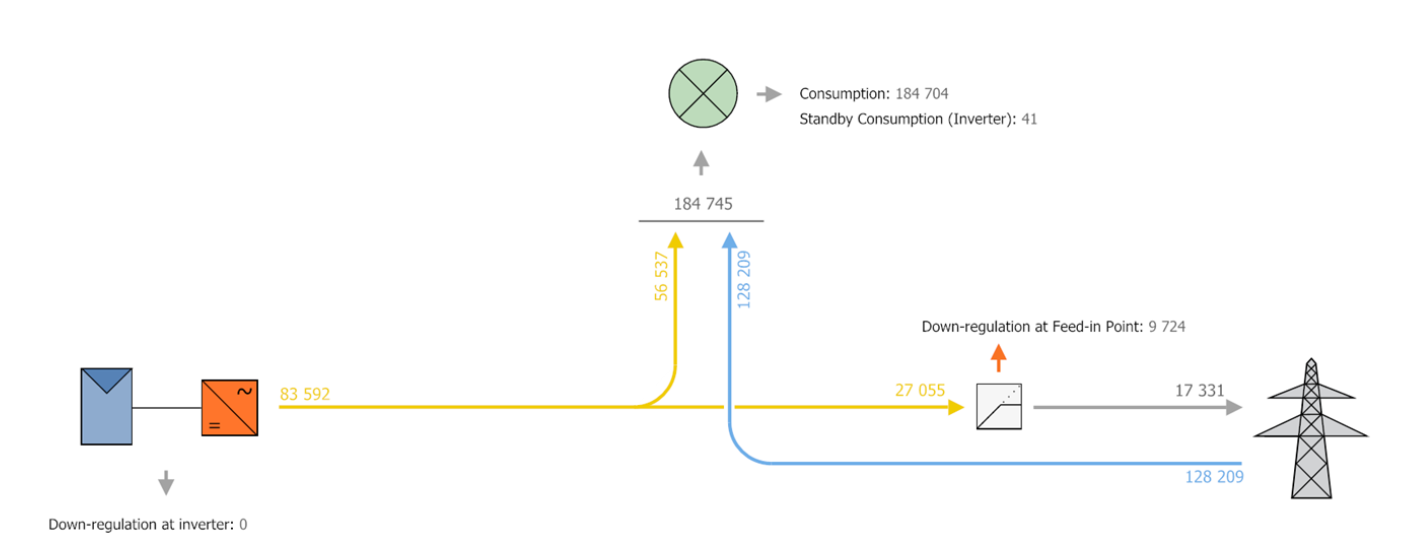 Consumption: 184 704
Standby Consumption (Inverter): 41
184 745
56 537
128 209
Down-regulation at Feed-in Point: 9 724
83 592
27 055
17 331
128 209
Down-regulation at inverter: 0